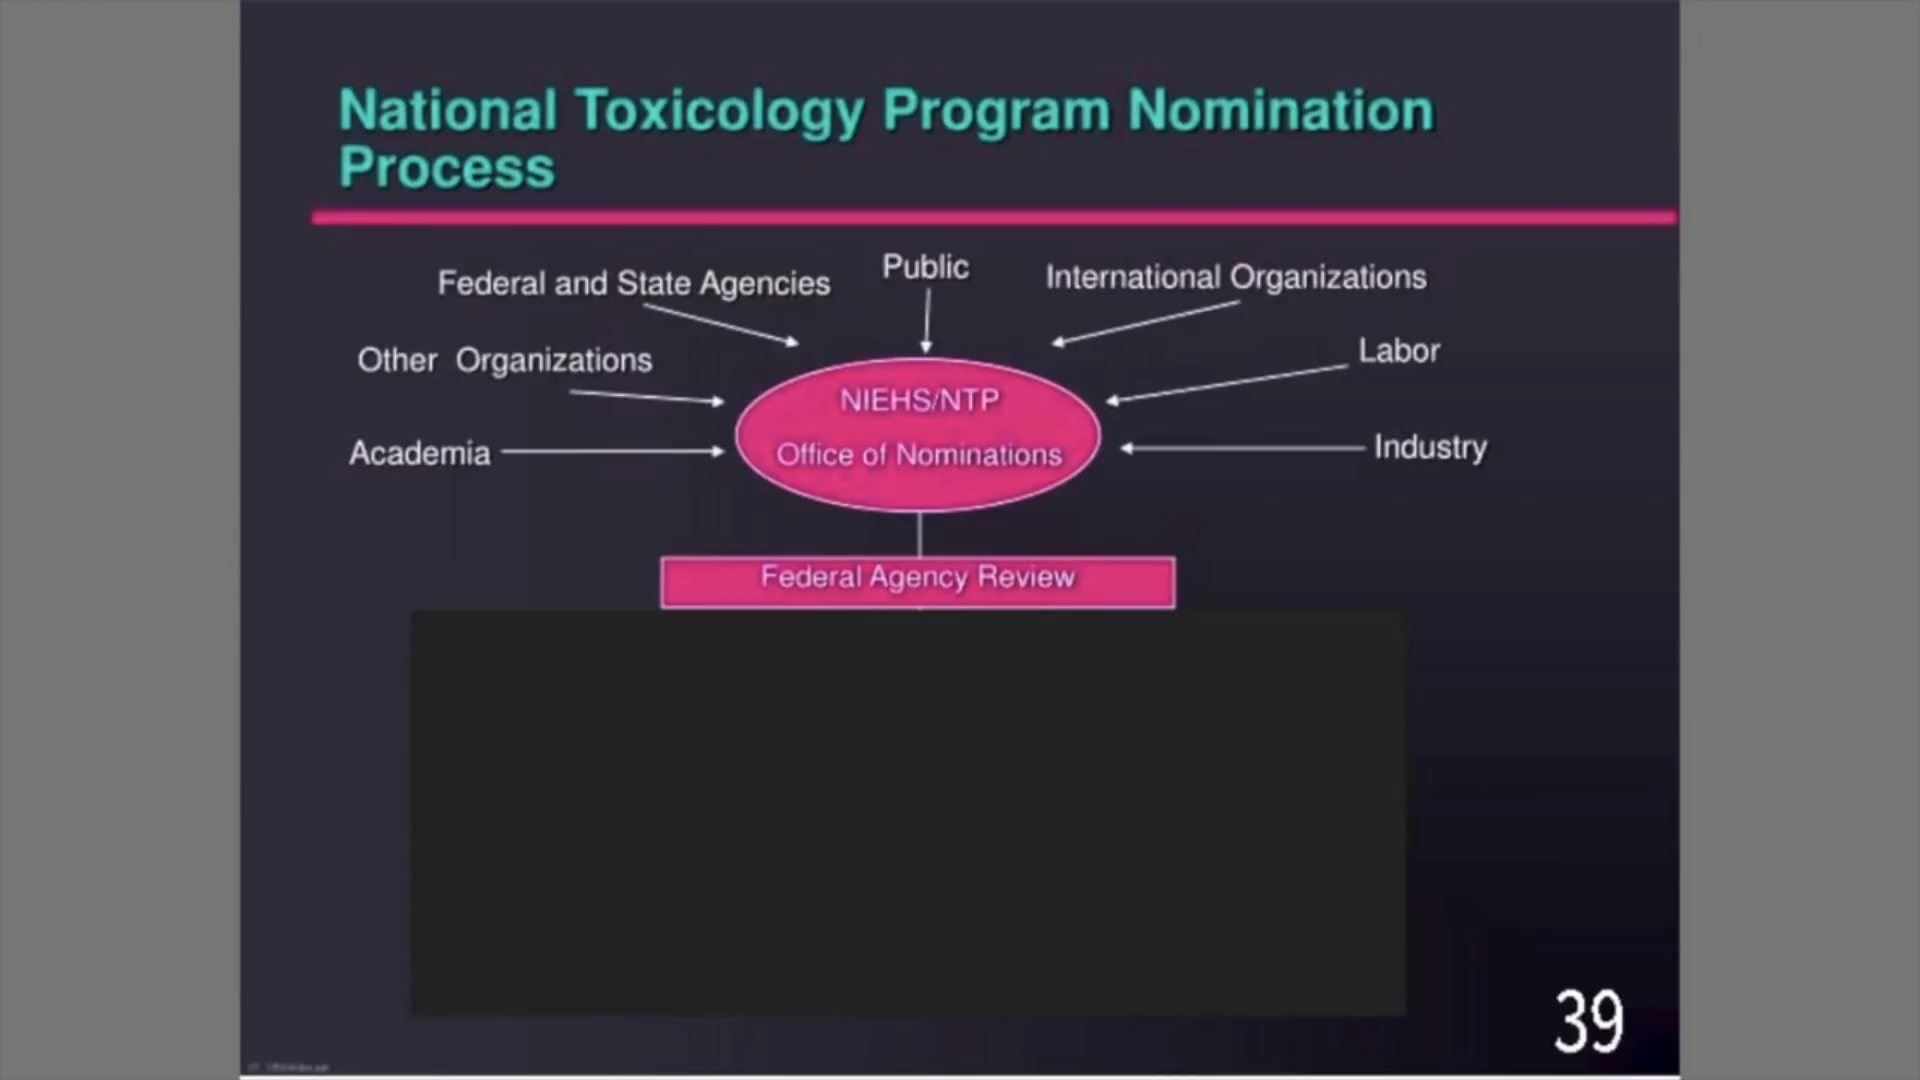 National Toxicology Program Nomination
Process
Public
Federal and State Agencies
International Organizations
Other Organizations
Labor
NIEHS/NTP
Office of Nominations
Academia
Industry
Federal Agency Review
39